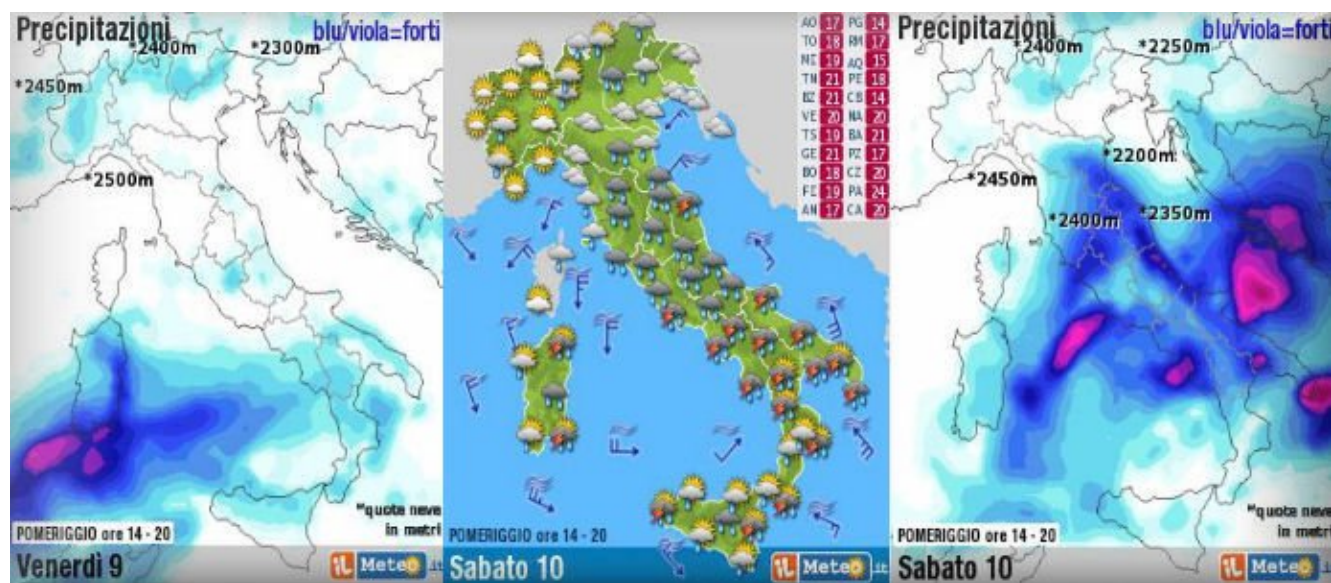 Precipitazioni
blu/viola=forti
*2400m
*2300m
*2450m
*2500m
*quote neve
in metri
POMERIGGIO ore 14 - 20
Venerdì 9
iL Meteo.it
AO 17 PG 14
TO 18 RM 17
MI 19 AQ 15
TN 21 PE 18
BZ 21 CB 14
VE 20 NA 20
TS 19 BA 21
GE 21 PZ 17
BO 18 CZ 20
FI 19 PA 24
AN 17 CA 20
POMERIGGIO ore 14 - 20
Sabato 10
iL Meteo.it
Precipitazioni
blu/viola=forti
*2400m
*2250m
*2200m
*2450m
*2400m
*2350m
*quote neve
in metri
POMERIGGIO ore 14 - 20
Sabato 10
iL Meteo.it